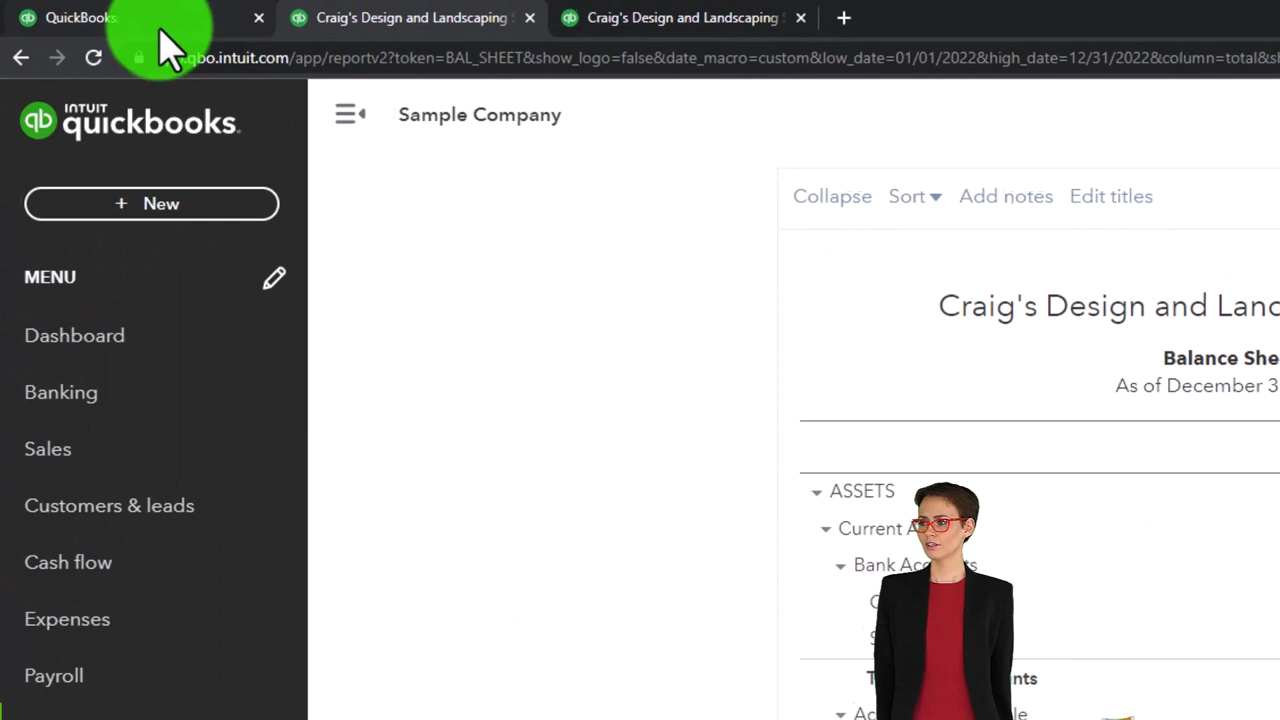 QuickBooks
Craig's Design and Landscaping S
Craig's Design and Landscaping S
qbo.intuit.com/app/reportv2?token=BAL_SHEET&show_logo=false&date_macro=custom&low_date=01/01/2022&high_date=12/31/2022&column=total&s
INTUIT
quickbooks.
Sample Company
+ New
Collapse Sort Add notes Edit titles
MENU
Craig's Design and Land
Dashboard
Balance She
As of December 3
Banking
Sales
ASSETS
Customers & leads
Current A
Cash flow
Bank Acc
Expenses
Payroll